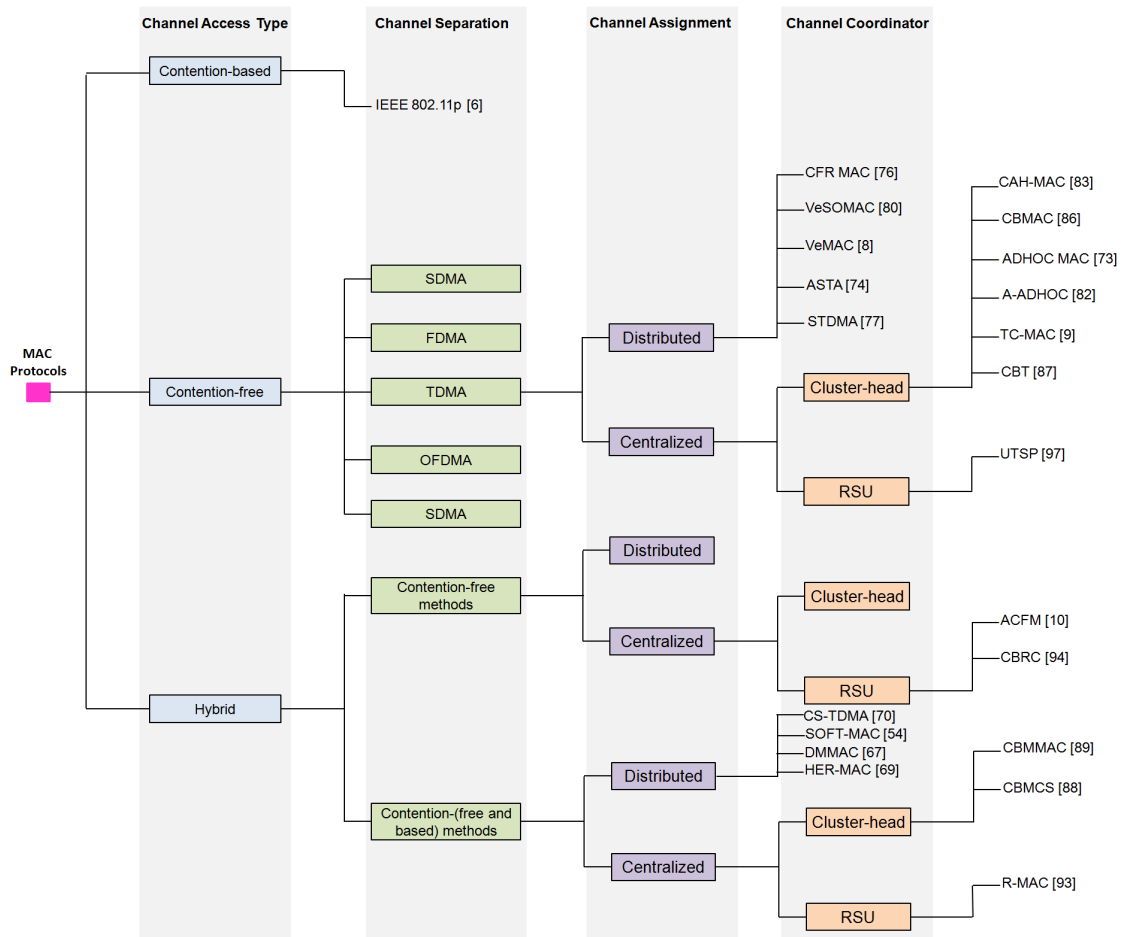 Channel Access Type
Channel Separation
Channel Assignment
Channel Coordinator
Contention-based
IEEE 802.11p [6]
CFR MAC [76]
VeSOMAC [80]
VeMAC [8]
ASTA [74]
STDMA [77]
CAH-MAC [83]
CBMAC [86]
ADHOC MAC [73]
A-ADHOC [82]
TC-MAC [9]
CBT [87]
SDMA
FDMA
TDMA
OFDMA
SDMA
Distributed
Centralized
Cluster-head
RSU
UTSP [97]
MAC
Protocols
Contention-free
Contention-free
methods
Distributed
Centralized
Cluster-head
RSU
ACFM [10]
CBRC [94]
Hybrid
CS-TDMA [70]
SOFT-MAC [54]
DMMAC [67]
HER-MAC [69]
Contention-(free and
based) methods
Distributed
Centralized
Cluster-head
RSU
CBMMAC [89]
CBMCS [88]
R-MAC [93]